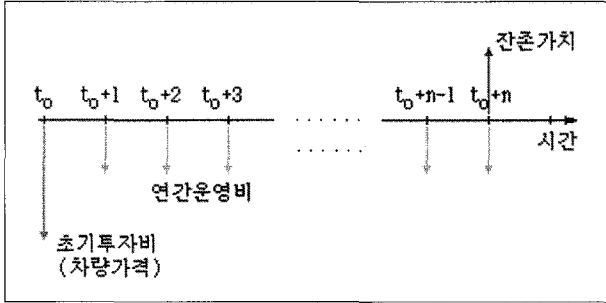 잔존가치
t₀ t₀+1 t₀+2 t₀+3 ...... t₀+n-1 t₀+n
......
시간
연간운영비
초기투자비
(차량가격)